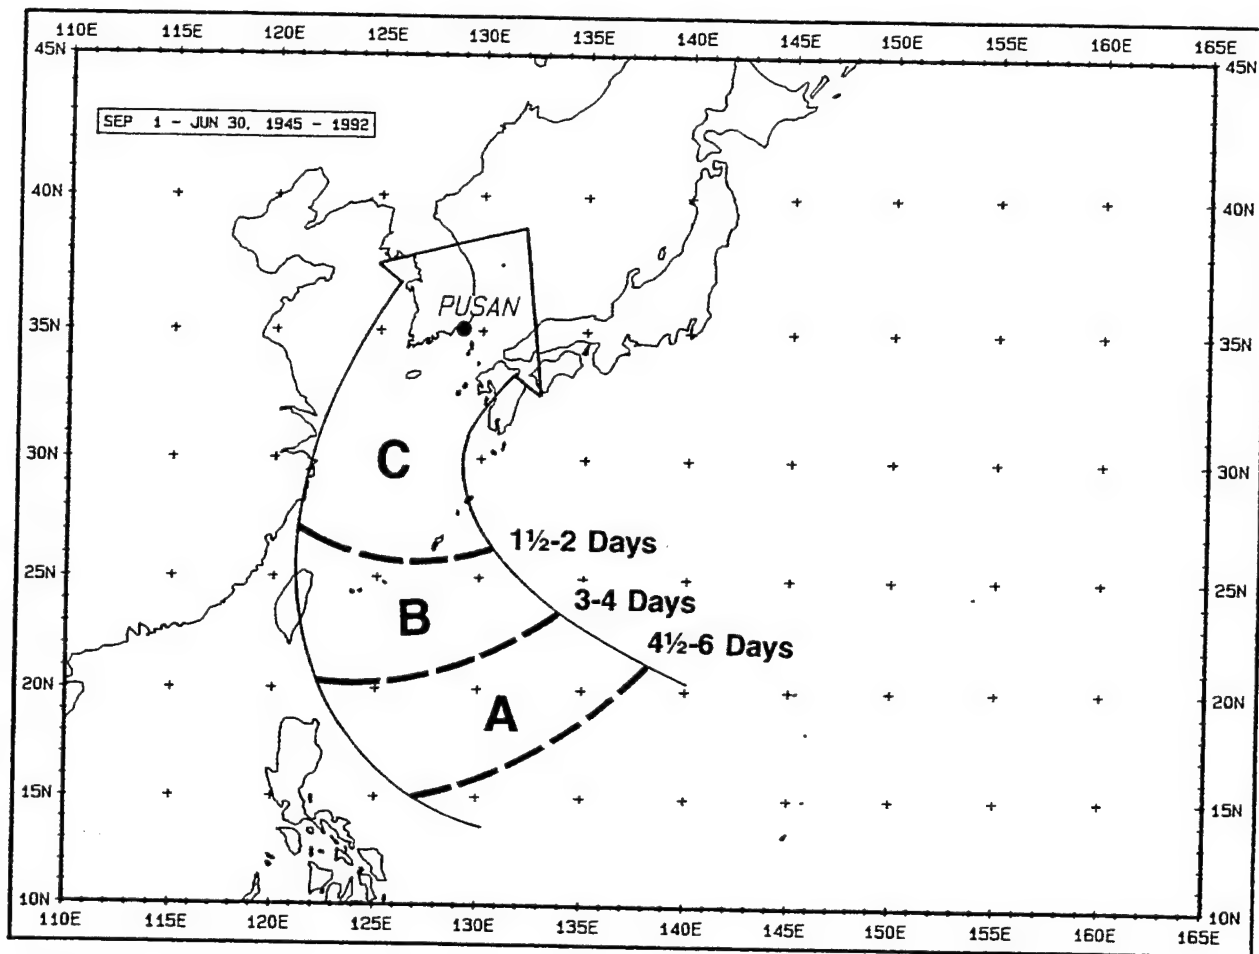 110E 115E 120E 125E 130E 135E 140E 145E 150E 155E 160E 165E
45N 45N
SEP 1 - JUN 30, 1945 - 1992
40N 40N
PUSAN
35N 35N
C
30N 30N
1½-2 Days
25N 25N
B
3-4 Days
4½-6 Days
20N 20N
A
15N 15N
10N 10N
110E 115E 120E 125E 130E 135E 140E 145E 150E 155E 160E 165E